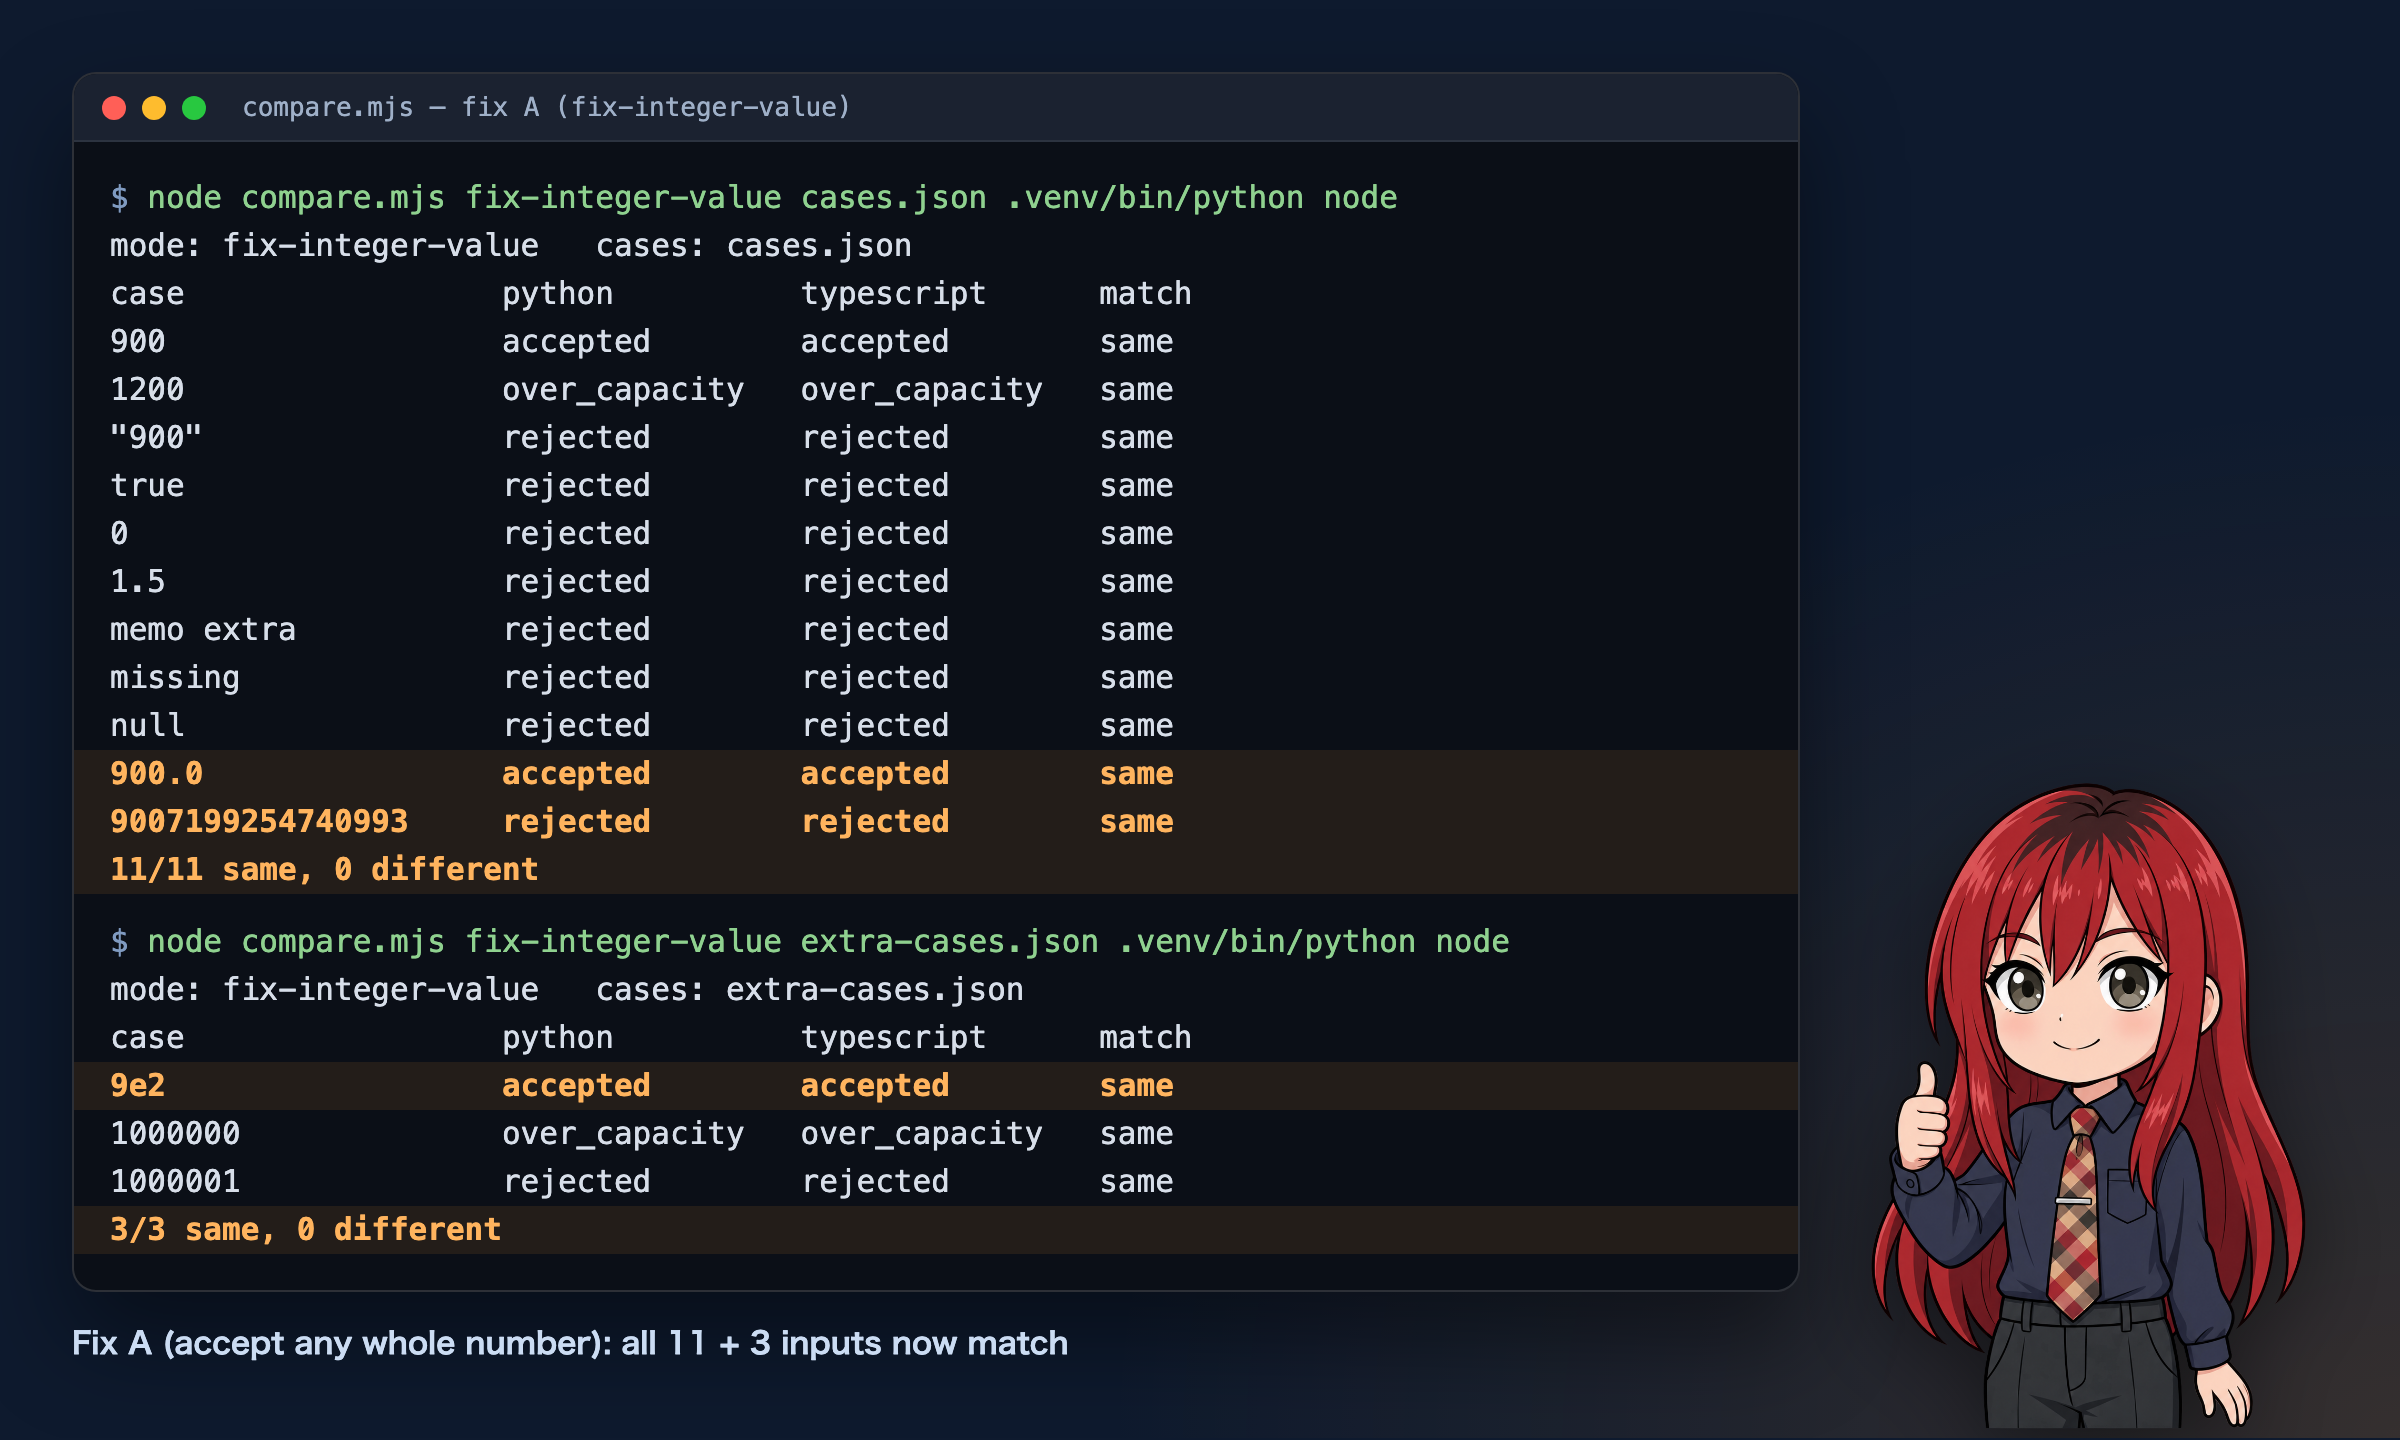 compare.mjs — fix A (fix-integer-value)
$ node compare.mjs fix-integer-value cases.json .venv/bin/python node
mode: fix-integer-value   cases: cases.json
case                 python          typescript      match
900                  accepted        accepted        same
1200                 over_capacity   over_capacity   same
"900"                rejected        rejected        same
true                 rejected        rejected        same
0                    rejected        rejected        same
1.5                  rejected        rejected        same
memo extra           rejected        rejected        same
missing              rejected        rejected        same
null                 rejected        rejected        same
900.0                accepted        accepted        same
9007199254740993     rejected        rejected        same
11/11 same, 0 different
$ node compare.mjs fix-integer-value extra-cases.json .venv/bin/python node
mode: fix-integer-value   cases: extra-cases.json
case                 python          typescript      match
9e2                  accepted        accepted        same
1000000              over_capacity   over_capacity   same
1000001              rejected        rejected        same
3/3 same, 0 different
Fix A (accept any whole number): all 11 + 3 inputs now match